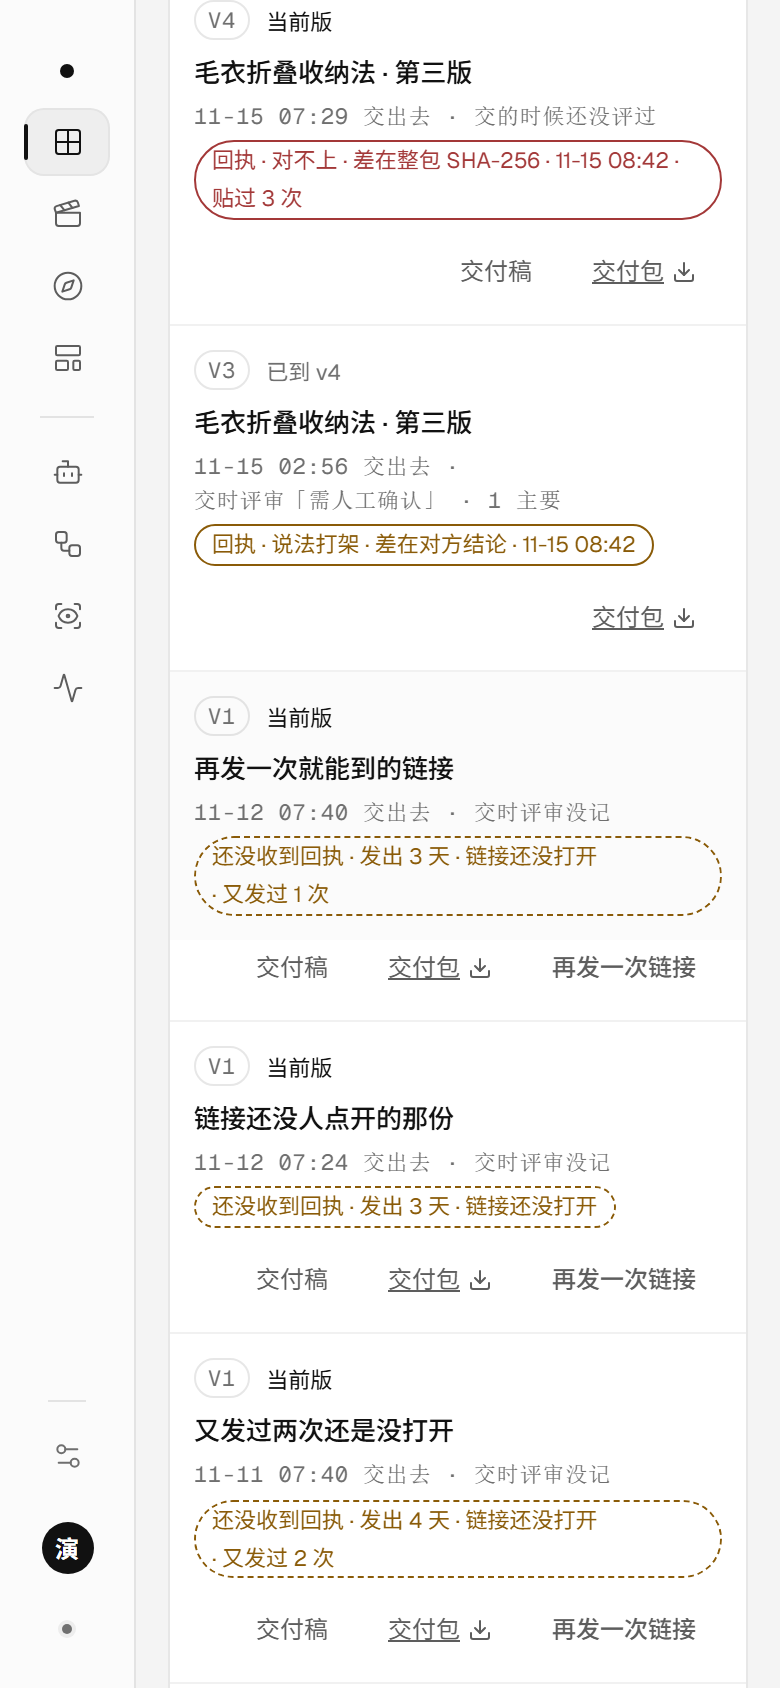 V4 当前版
毛衣折叠收纳法 · 第三版
11-15 07:29 交出去 · 交的时候还没评过
回执 · 对不上 · 差在整包 SHA-256 · 11-15 08:42 ·
贴过 3 次
交付稿 交付包
V3 已到 v4
毛衣折叠收纳法 · 第三版
11-15 02:56 交出去 ·
交时评审「需人工确认」 · 1 主要
回执 · 说法打架 · 差在对方结论 · 11-15 08:42
交付包
V1 当前版
再发一次就能到的链接
11-12 07:40 交出去 · 交时评审没记
还没收到回执 · 发出 3 天 · 链接还没打开
· 又发过 1 次
交付稿 交付包 再发一次链接
V1 当前版
链接还没人点开的那份
11-12 07:24 交出去 · 交时评审没记
还没收到回执 · 发出 3 天 · 链接还没打开
交付稿 交付包 再发一次链接
V1 当前版
又发过两次还是没打开
11-11 07:40 交出去 · 交时评审没记
还没收到回执 · 发出 4 天 · 链接还没打开
· 又发过 2 次
交付稿 交付包 再发一次链接
演